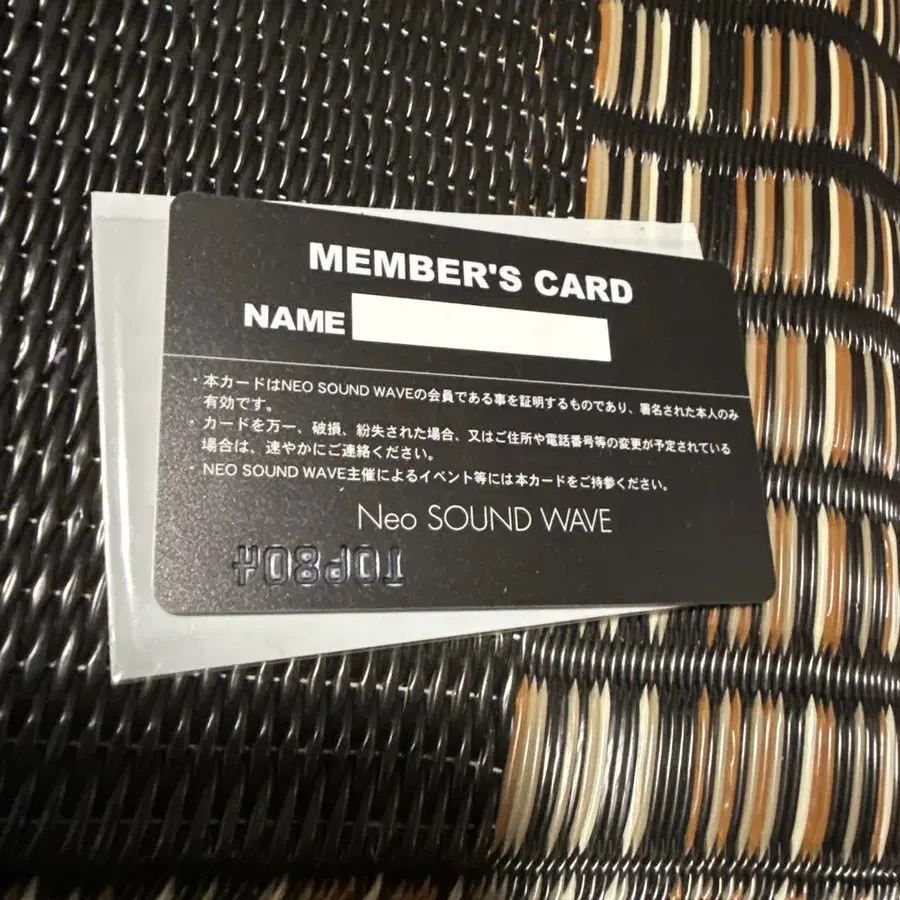 MEMBER'S CARD
NAME
・本カードはNEO SOUND WAVEの会員である事を証明するものであり、署名された本人のみ
有効です。
・カードを万一、破損、紛失された場合、又はご住所や電話番号等の変更が予定されている
場合は、速やかにご連絡ください。
・NEO SOUND WAVE主催によるイベント等には本カードをご持参ください。
Neo SOUND WAVE
TOP804